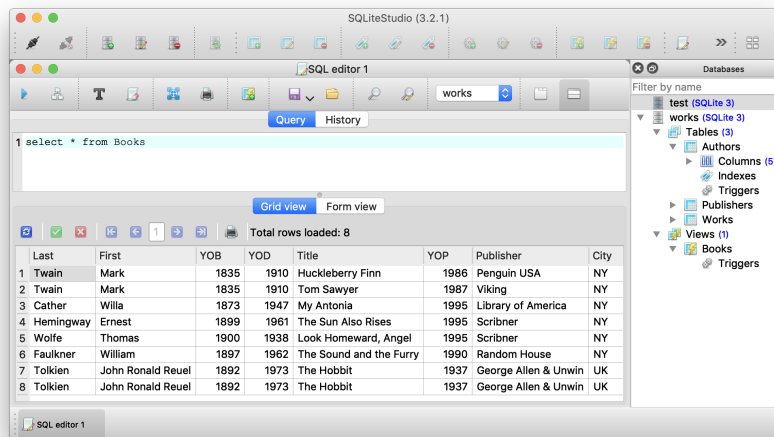 SQLiteStudio (3.2.1)
SQL editor 1
Databases
works
Filter by name
Query History
1 select * from Books
test (SQLite 3)
works (SQLite 3)
Tables (3)
Authors
Columns (5
Indexes
Triggers
Publishers
Works
Views (1)
Books
Triggers
Grid view Form view
1 Total rows loaded: 8
Last First YOB YOD Title YOP Publisher City
1 Twain Mark 1835 1910 Huckleberry Finn 1986 Penguin USA NY
2 Twain Mark 1835 1910 Tom Sawyer 1987 Viking NY
3 Cather Willa 1873 1947 My Antonia 1995 Library of America NY
4 Hemingway Ernest 1899 1961 The Sun Also Rises 1995 Scribner NY
5 Wolfe Thomas 1900 1938 Look Homeward, Angel 1995 Scribner NY
6 Faulkner William 1897 1962 The Sound and the Furry 1990 Random House NY
7 Tolkien John Ronald Reuel 1892 1973 The Hobbit 1937 George Allen & Unwin UK
8 Tolkien John Ronald Reuel 1892 1973 The Hobbit 1937 George Allen & Unwin UK
SQL editor 1